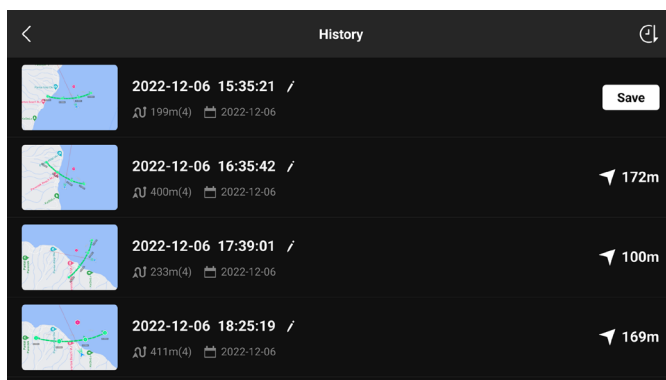 History
2022-12-06 15:35:21
199m(4) 2022-12-06
Save
2022-12-06 16:35:42
400m(4) 2022-12-06
172m
2022-12-06 17:39:01
233m(4) 2022-12-06
100m
2022-12-06 18:25:19
411m(4) 2022-12-06
169m